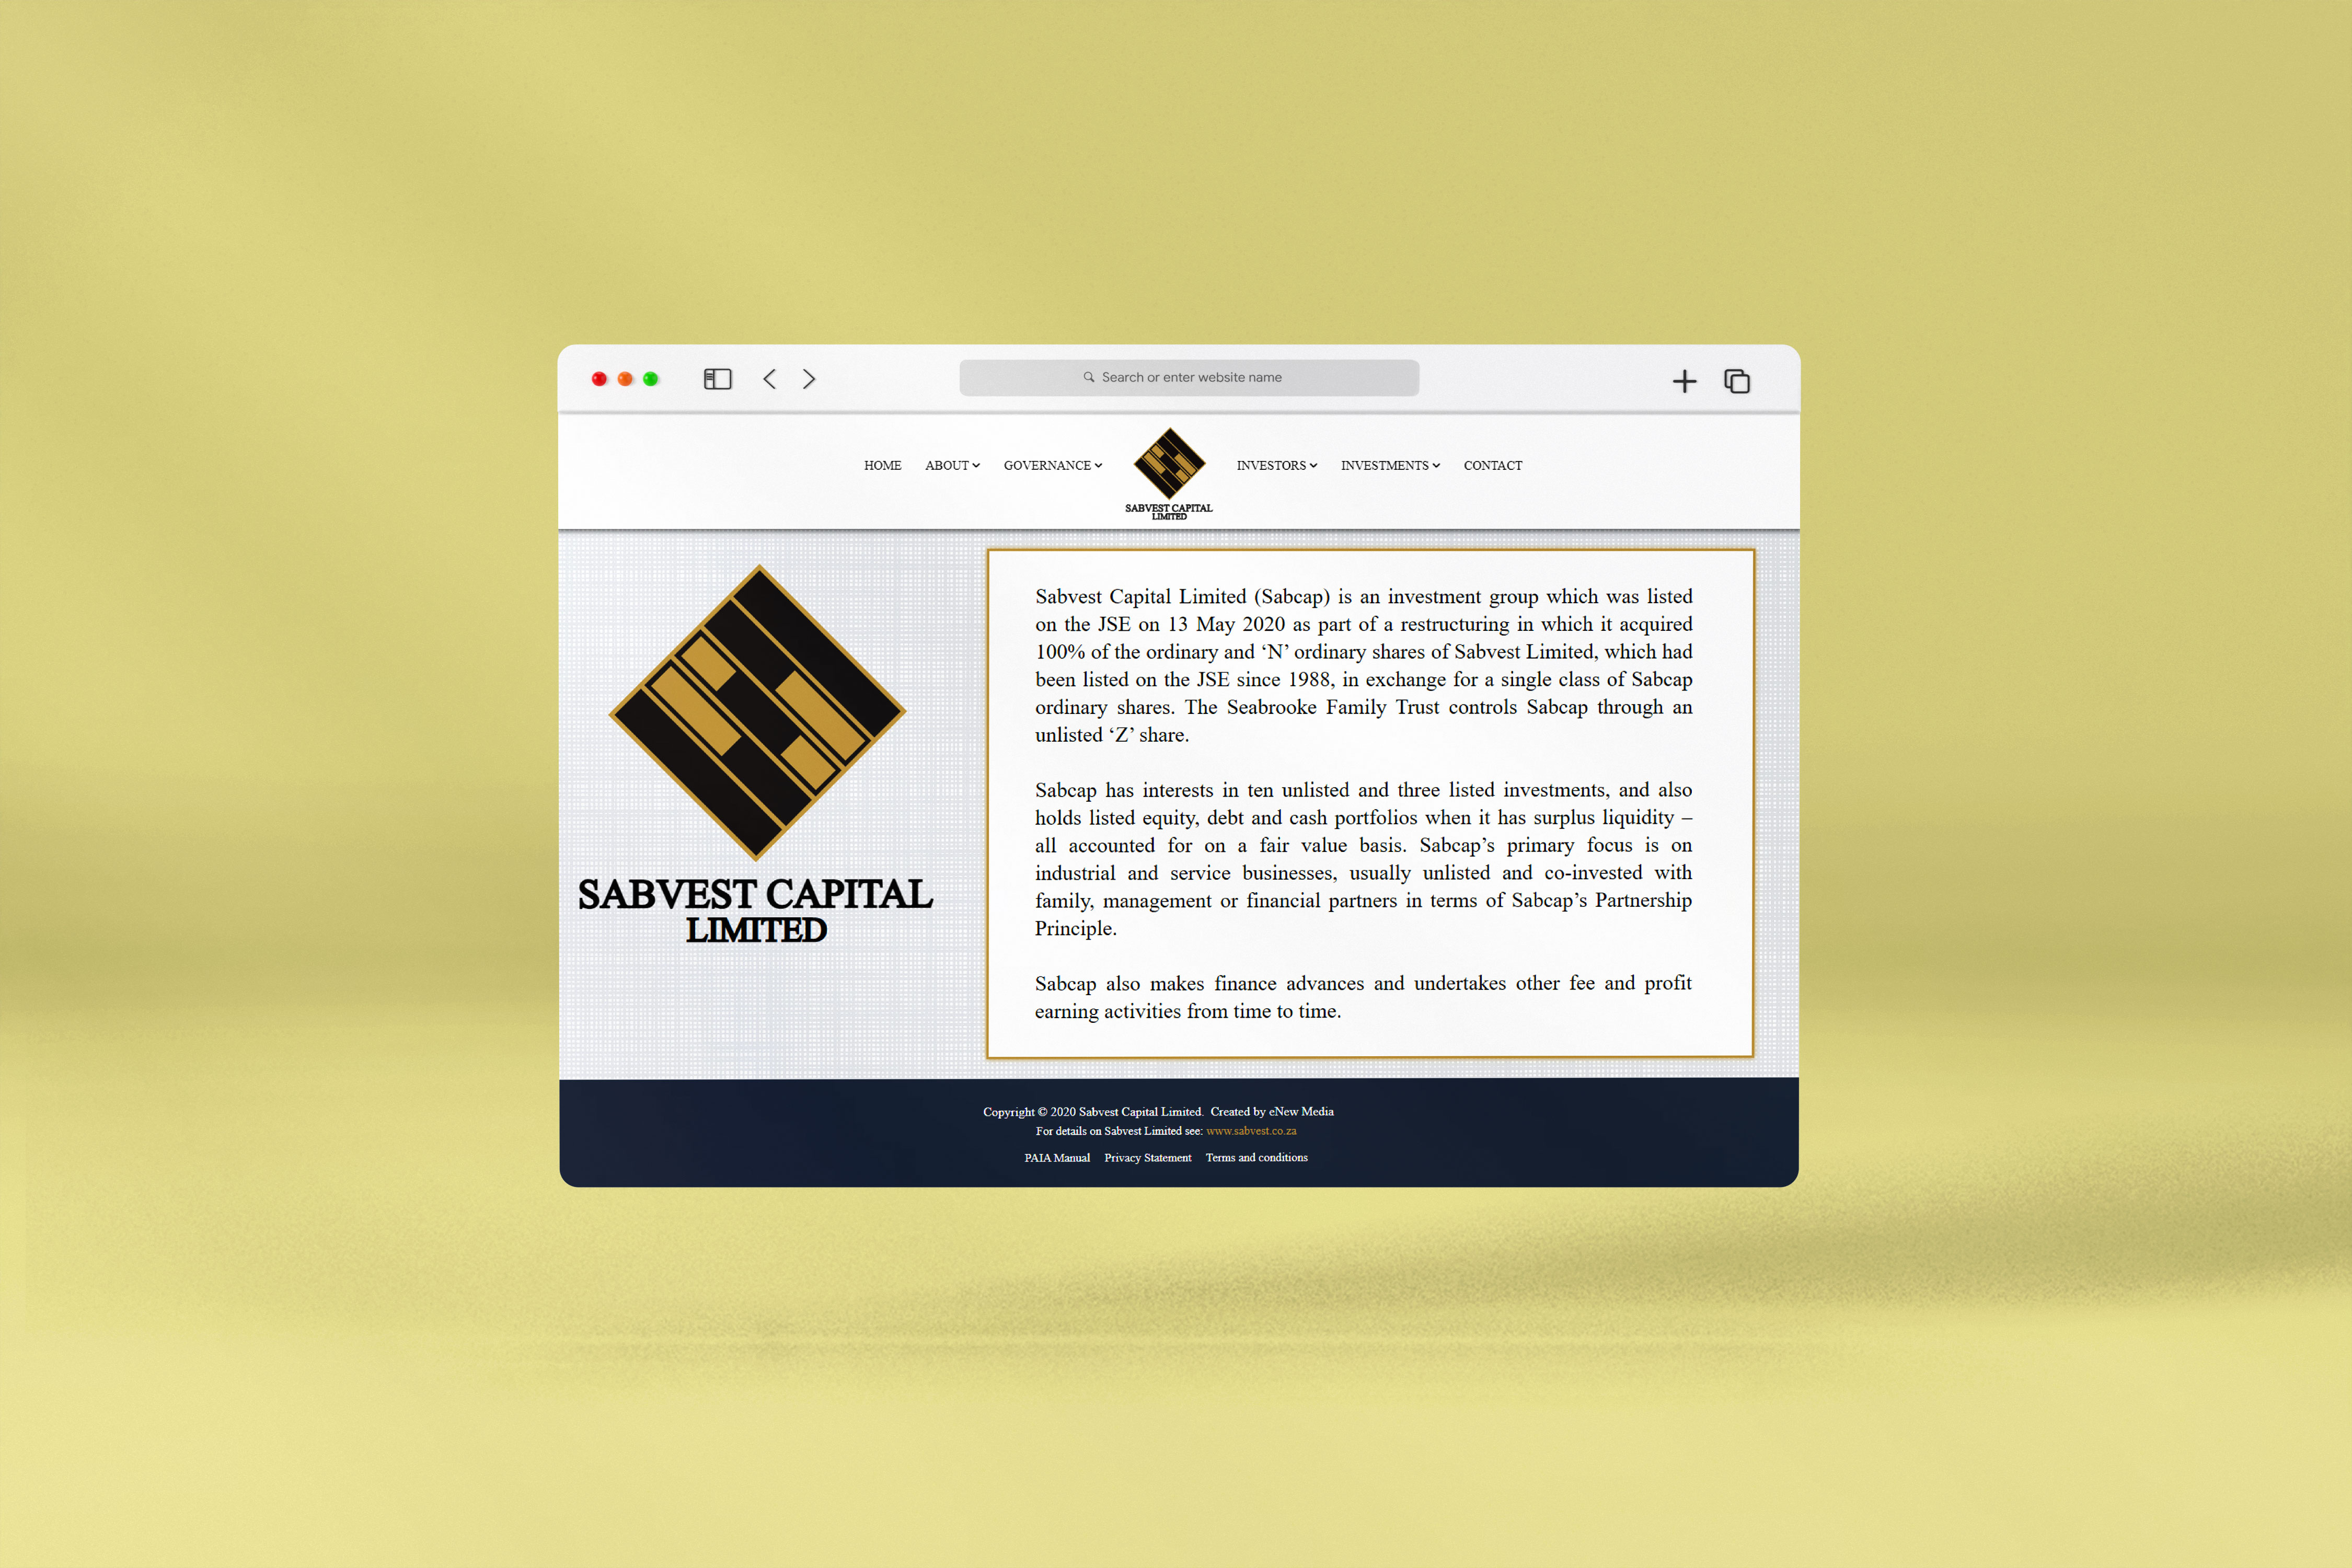 Search or enter website name
HOME ABOUT GOVERNANCE INVESTORS INVESTMENTS CONTACT
SABVEST CAPITAL
LIMITED
SABVEST CAPITAL
LIMITED
Sabvest Capital Limited (Sabcap) is an investment group which was listed
on the JSE on 13 May 2020 as part of a restructuring in which it acquired
100% of the ordinary and ‘N’ ordinary shares of Sabvest Limited, which had
been listed on the JSE since 1988, in exchange for a single class of Sabcap
ordinary shares. The Seabrooke Family Trust controls Sabcap through an
unlisted ‘Z’ share.
Sabcap has interests in ten unlisted and three listed investments, and also
holds listed equity, debt and cash portfolios when it has surplus liquidity –
all accounted for on a fair value basis. Sabcap’s primary focus is on
industrial and service businesses, usually unlisted and co-invested with
family, management or financial partners in terms of Sabcap’s Partnership
Principle.
Sabcap also makes finance advances and undertakes other fee and profit
earning activities from time to time.
Copyright © 2020 Sabvest Capital Limited. Created by eNew Media
For details on Sabvest Limited see: www.sabvest.co.za
PAIA Manual Privacy Statement Terms and conditions